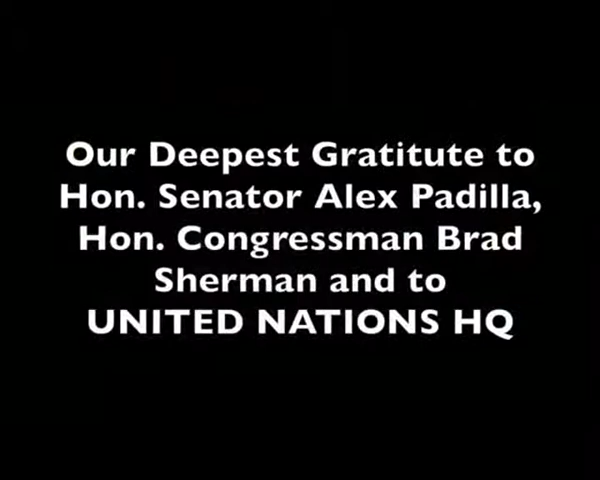 Our Deepest Gratitute to
Hon. Senator Alex Padilla,
Hon. Congressman Brad
Sherman and to
UNITED NATIONS HQ